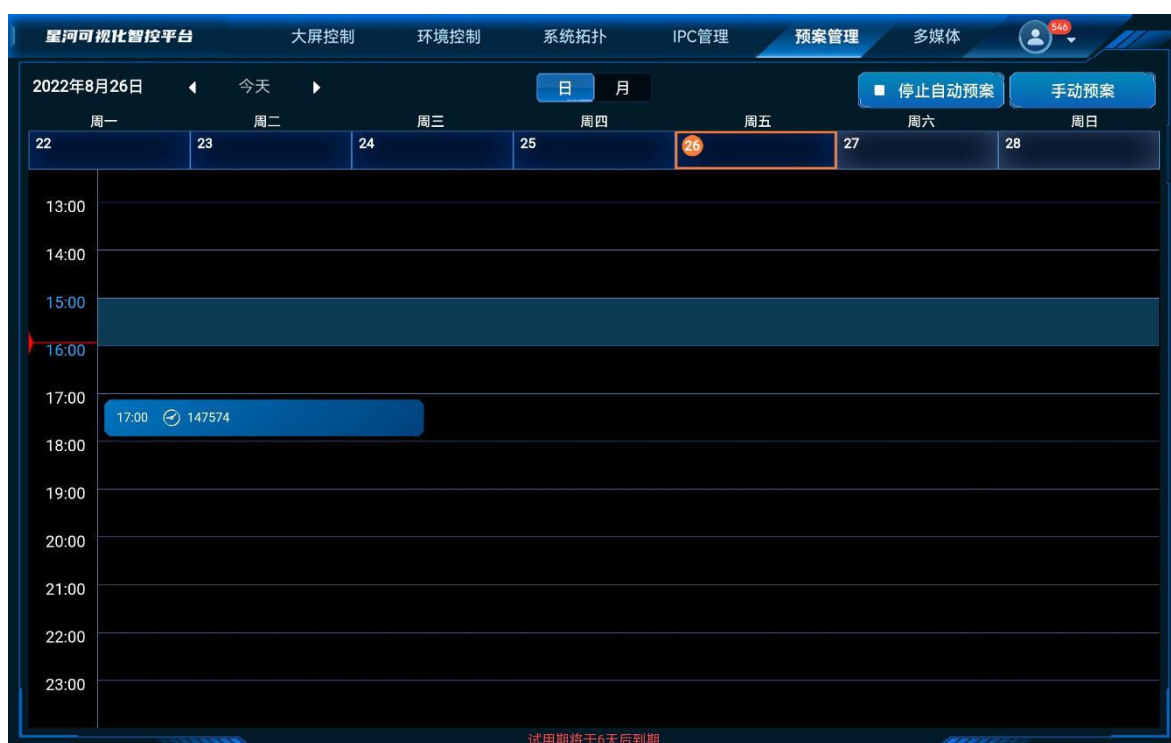 星河可视化智控平台 大屏控制 环境控制 系统拓扑 IPC管理 预案管理 多媒体 546
2022年8月26日 今天 日 月 停止自动预案 手动预案
周一 周二 周三 周四 周五 周六 周日
22 23 24 25 26 27 28
13:00
14:00
15:00
16:00
17:00
17:00 147574
18:00
19:00
20:00
21:00
22:00
23:00
试用期将于6天后到期